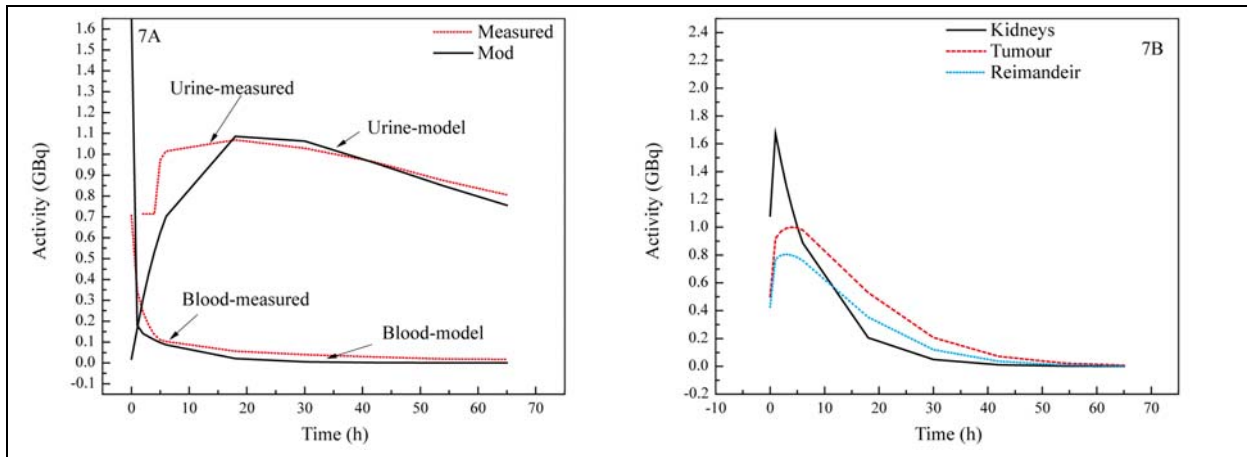 7A
Measured
Mod
Urine-measured
Urine-model
Blood-measured
Blood-model
Activity (GBq)
1.6
1.5
1.4
1.3
1.2
1.1
1.0
0.9
0.8
0.7
0.6
0.5
0.4
0.3
0.2
0.1
0.0
-0.1
0 10 20 30 40 50 60 70
Time (h)
7B
Kidneys
Tumour
Reimandeir
Activity (GBq)
2.4
2.2
2.0
1.8
1.6
1.4
1.2
1.0
0.8
0.6
0.4
0.2
0.0
-0.2
-10 0 10 20 30 40 50 60 70
Time (h)